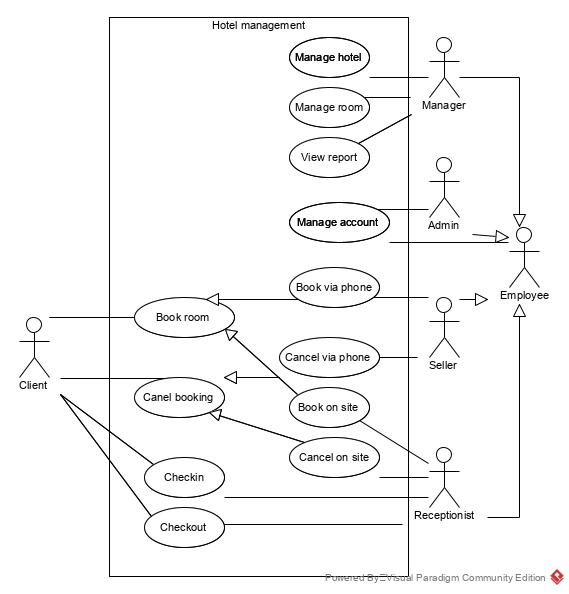 Hotel management
Manage hotel
Manage room
Manager
View report
Manage account
Admin
Book via phone
Employee
Book room
Cancel via phone
Seller
Client
Canel booking
Book on site
Cancel on site
Checkin
Receptionist
Checkout
Powered By Visual Paradigm Community Edition